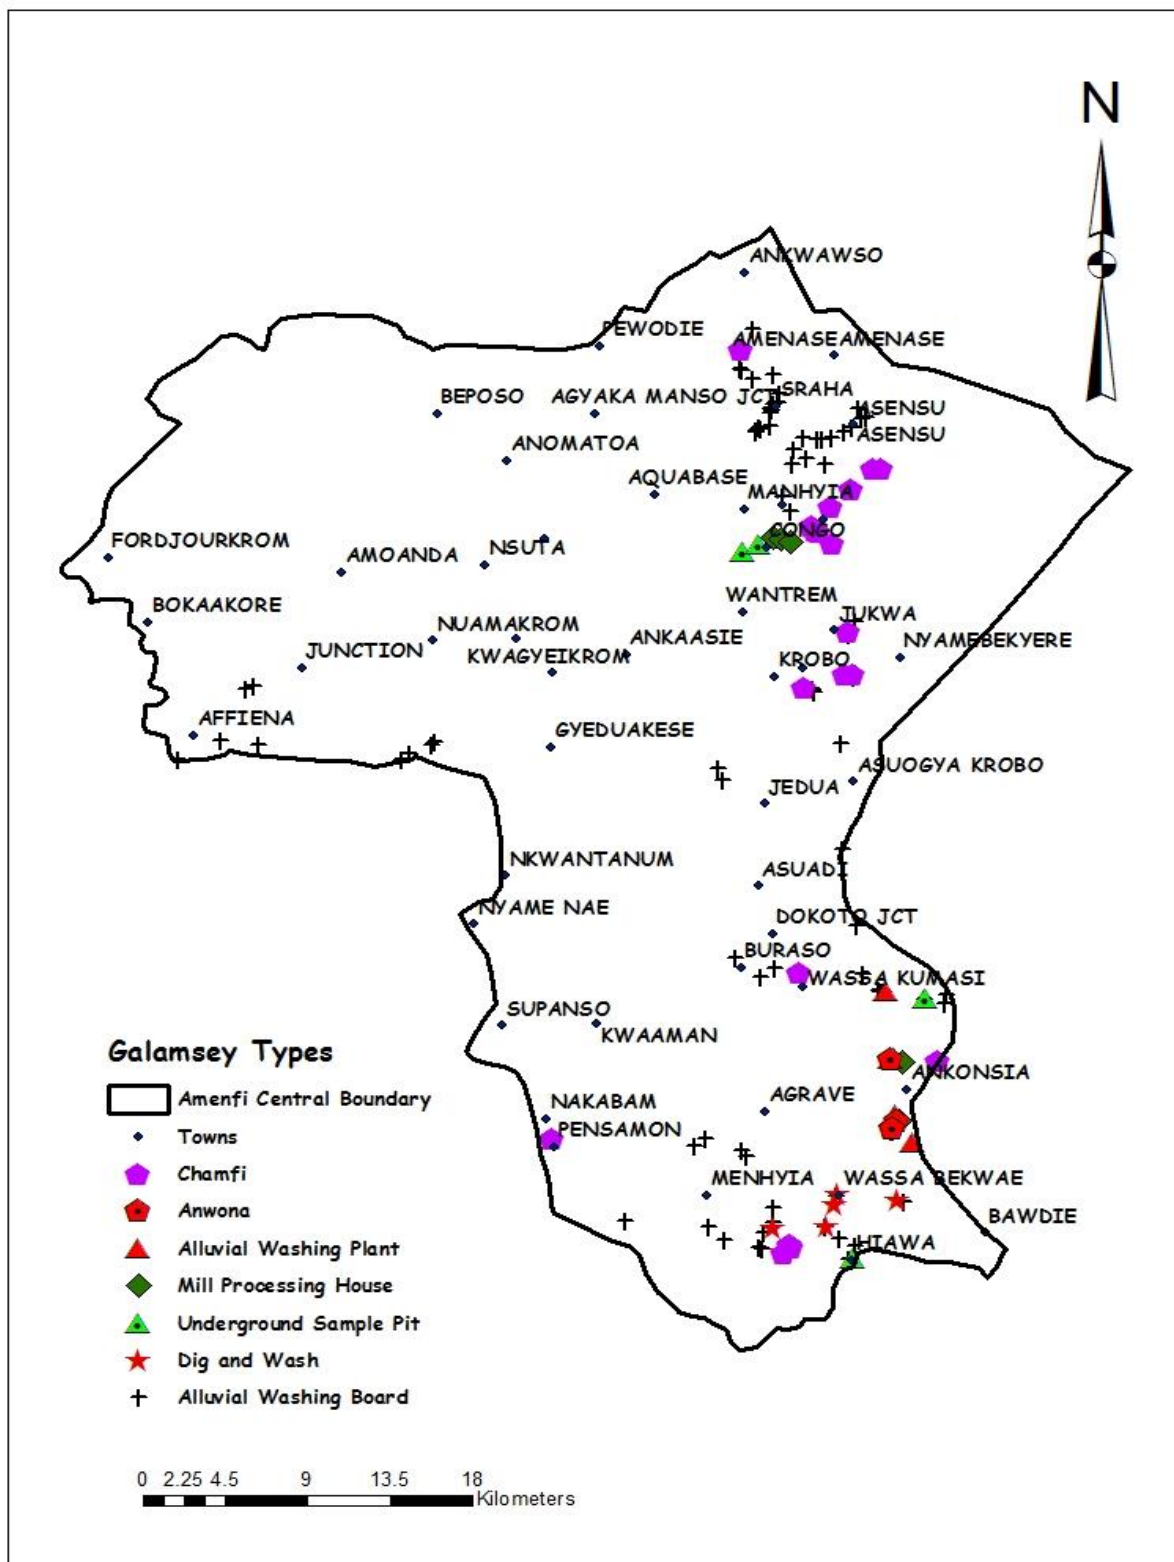 N
ANKWAWSO
PEWODIE
AMENASE
AMENASE
BEPOSO
AGYAKA MANSO JCT
SRAHA
ASENSU
ASENSU
ANOMATOA
AQUABASE
MANHYIA
CONGO
FORDJOURKROM
AMOANDA
NSUTA
BOKAAKORE
WANTREM
JUKWA
NUAMAKROM
ANKAASIE
NYAMEBEKYERE
JUNCTION
KWAGYEIKROM
KROBO
AFFIENA
GYEDUAKESE
ASUOGYA KROBO
JEDUA
NKWANTANUM
ASUADI
NYAME NAE
DOKOTO JCT
BURASO
WASSA KUMASI
SUPANSO
KWAAMAN
ANKONSIA
NAKABAM
AGRAVE
PENSAMON
MENHYIA
WASSA BEKWAE
BAWDIE
HIAWA
Galamsey Types
Amenfi Central Boundary
Towns
Chamfi
Anwona
Alluvial Washing Plant
Mill Processing House
Underground Sample Pit
Dig and Wash
Alluvial Washing Board
0 2.25 4.5 9 13.5 18
Kilometers